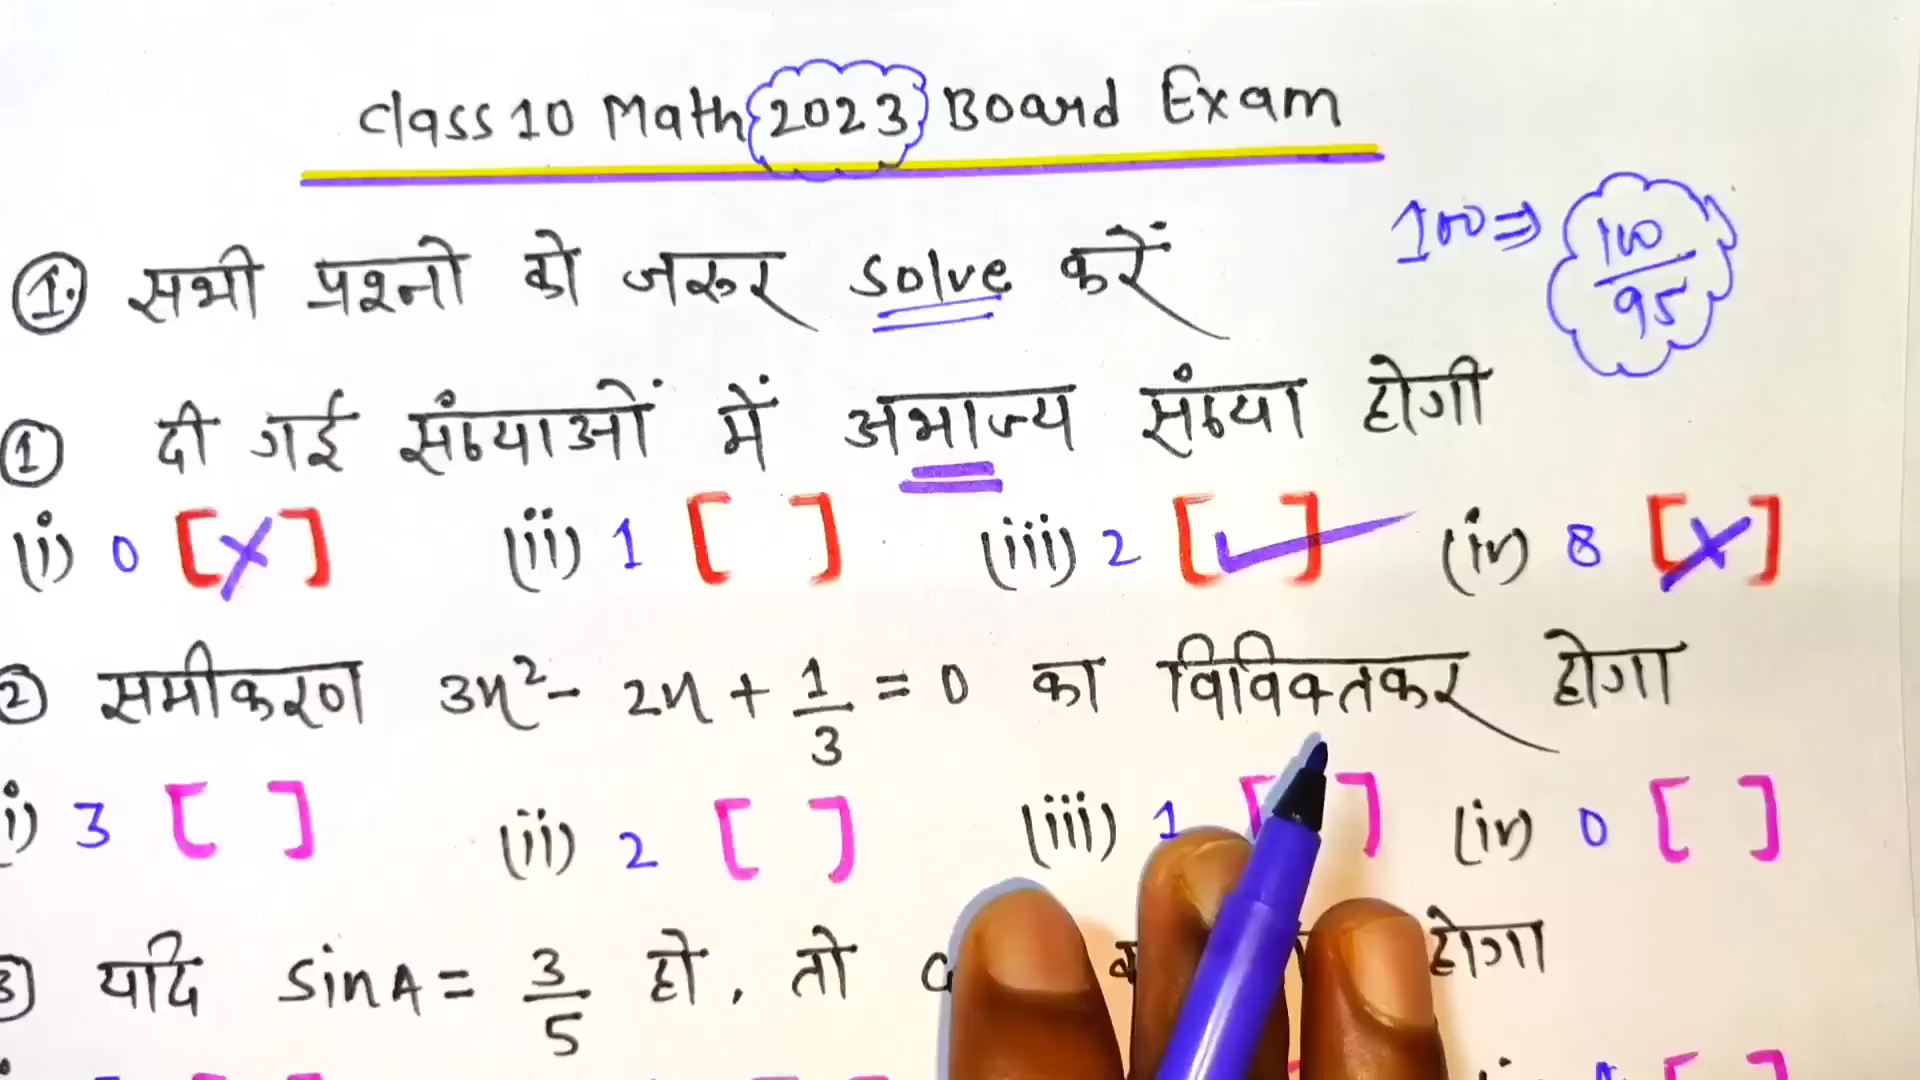 Class 10 Math 2023 Board Exam
100⇒ 100/95
①. सभी प्रश्नो को जरुर solve करें
① दी गई संख्याओं में अभाज्य संख्या होगी
(i) 0 [×] (ii) 1 [ ] (iii) 2 [✓] (iv) 8 [×]
② समीकरण 3x² - 2x + 1/3 = 0 का विविक्तकर होगा
i) 3 [ ] (ii) 2 [ ] (iii) 1 [ ] (iv) 0 [ ]
③ यदि sinA = 3/5 हो, तो होगा